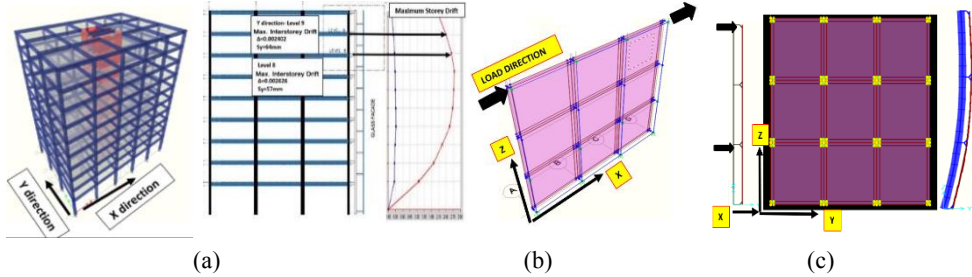 Y direction
X direction
Y direction- Level 9
Max. Interstorey Drift
Δ=0.002402
Sy=64mm
Level 8
Max. Interstorey Drift
Δ=0.002626
Sy=57mm
GLASS FACADE
Maximum Storey Drift
(a)
LOAD DIRECTION
Z
X
A
B
C
(b)
Z
X
Y
(c)